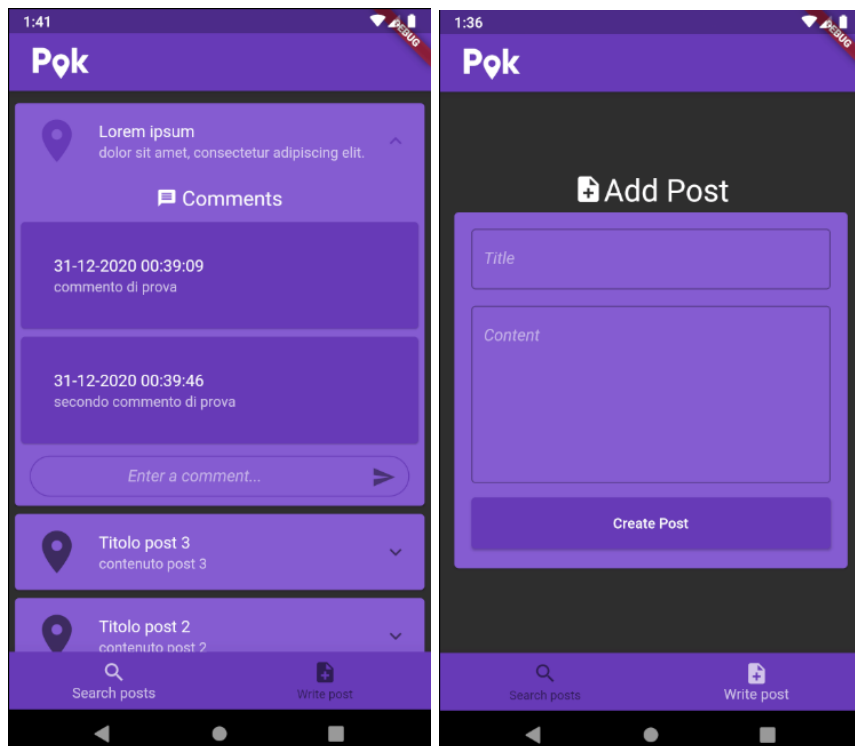 1:41
DEBUG
Pok
Lorem ipsum
dolor sit amet, consectetur adipiscing elit.
Comments
31-12-2020 00:39:09
commento di prova
31-12-2020 00:39:46
secondo commento di prova
Enter a comment...
Titolo post 3
contenuto post 3
Titolo post 2
contenuto post 2
Search posts
Write post
1:36
DEBUG
Pok
Add Post
Title
Content
Create Post
Search posts
Write post